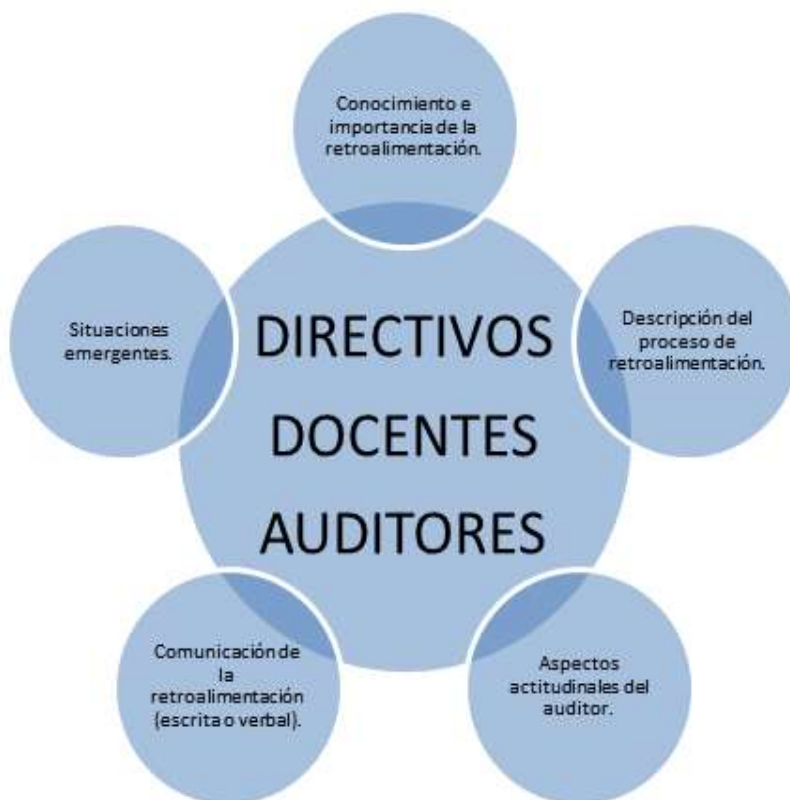 Conocimiento e
importancia de la
retroalimentación.
Situaciones
emergentes.
DIRECTIVOS
DOCENTES
AUDITORES
Descripción del
proceso de
retroalimentación.
Comunicación de
la
retroalimentación
(escrita o verbal).
Aspectos
actitudinales del
auditor.